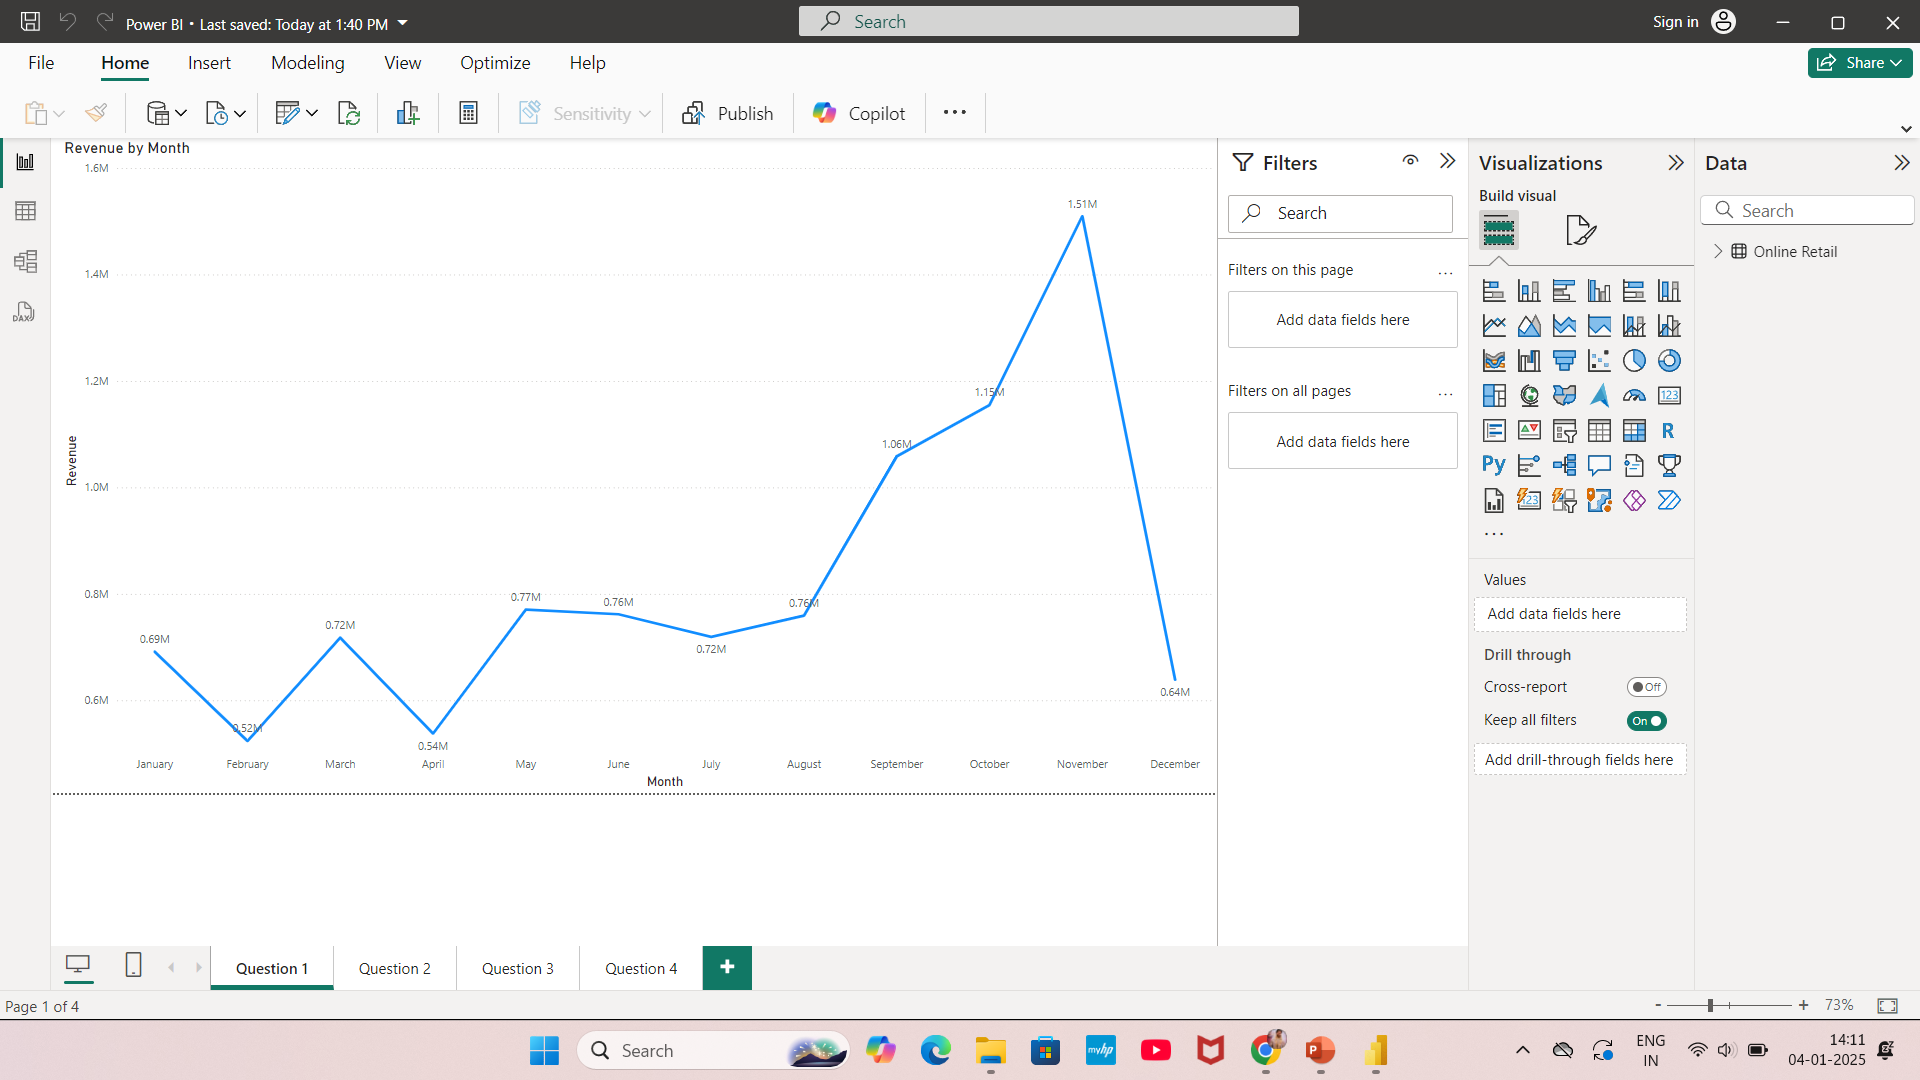 Power BI • Last saved: Today at 1:40 PM
Search
Sign in
File
Home
Insert
Modeling
View
Optimize
Help
Share
Sensitivity
Publish
Copilot
Revenue by Month
1.6M
1.4M
1.2M
1.0M
0.8M
0.6M
Revenue
0.69M
0.52M
0.72M
0.54M
0.77M
0.76M
0.72M
0.76M
1.06M
1.15M
1.51M
0.64M
January
February
March
April
May
June
July
August
September
October
November
December
Month
Filters
Search
Filters on this page
Add data fields here
Filters on all pages
Add data fields here
Visualizations
Build visual
123
R
Py
123
Values
Add data fields here
Drill through
Cross-report
Off
Keep all filters
On
Add drill-through fields here
Data
Search
Online Retail
DAX
Question 1
Question 2
Question 3
Question 4
Page 1 of 4
73%
Search
myhp
ENG
IN
14:11
04-01-2025